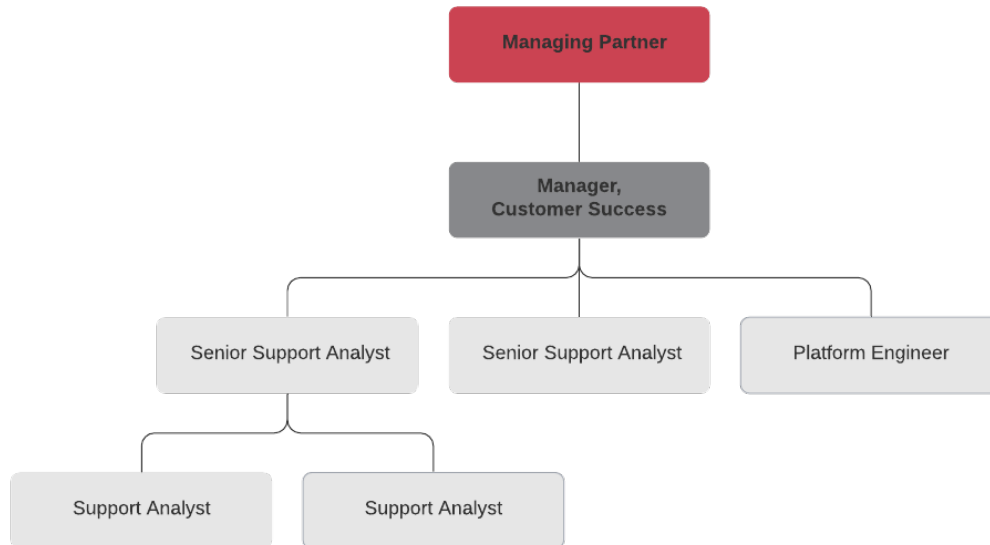 Managing Partner
Manager,
Customer Success
Senior Support Analyst
Senior Support Analyst
Platform Engineer
Support Analyst
Support Analyst